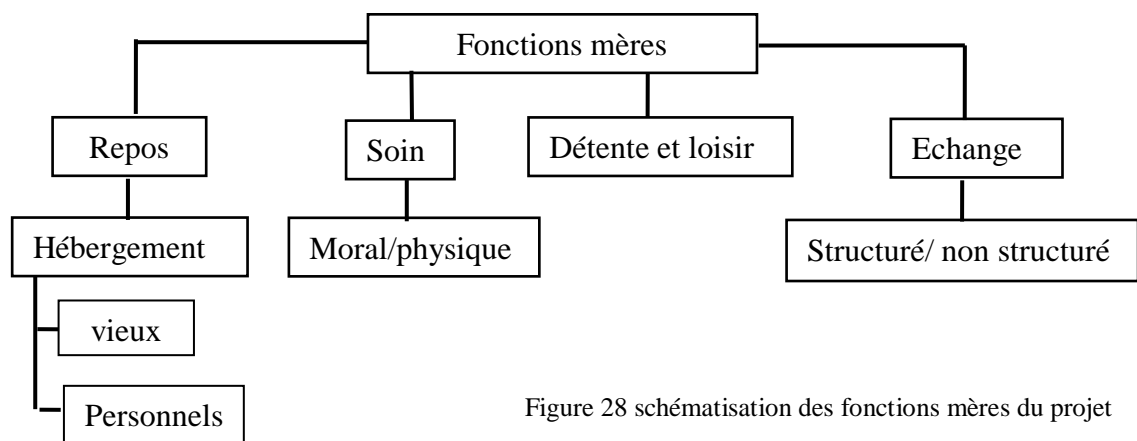 Fonctions mères
Repos
Soin
Détente et loisir
Echange
Hébergement
Moral/physique
Structuré/ non structuré
vieux
Personnels
Figure 28 schématisation des fonctions mères du projet